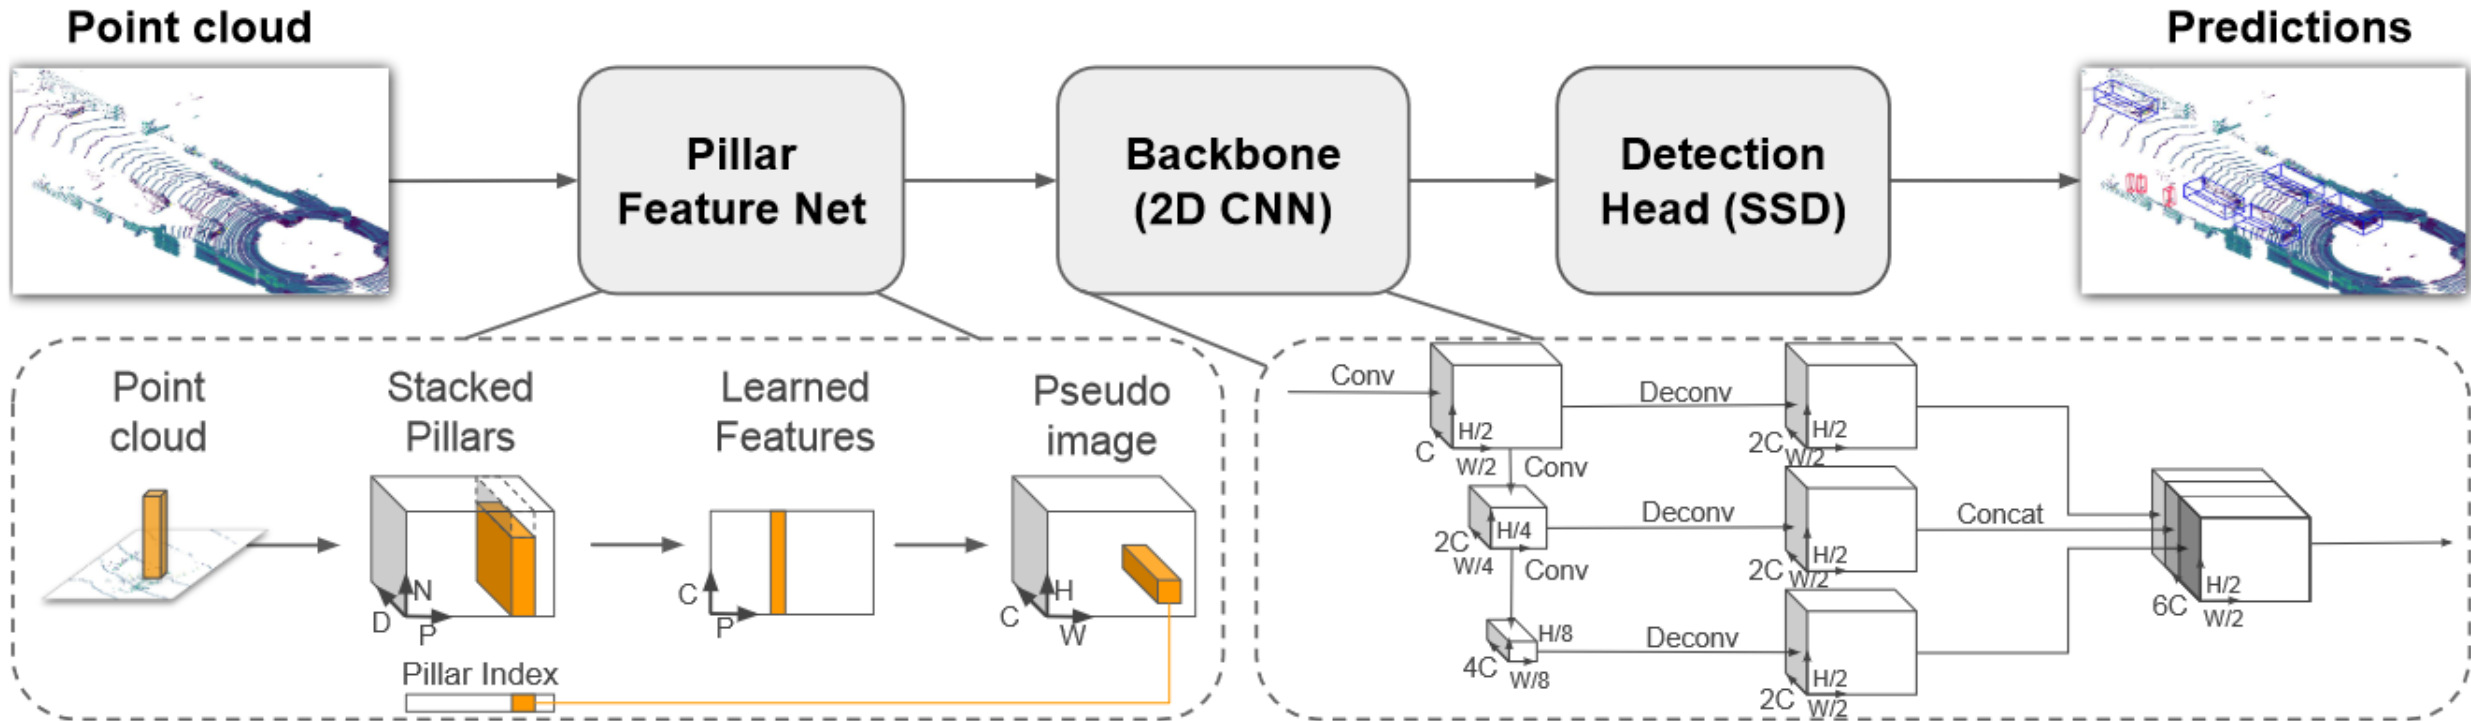 Point cloud
Predictions
Pillar
Feature Net
Backbone
(2D CNN)
Detection
Head (SSD)
Point
cloud
Stacked
Pillars
Learned
Features
Pseudo
image
N
D
P
C
P
H
C
W
Pillar Index
Conv
H/2
C
W/2
Conv
H/4
2C
W/4
Conv
H/8
4C
W/8
Deconv
H/2
2C
W/2
Deconv
H/2
2C
W/2
Deconv
H/2
2C
W/2
Concat
H/2
6C
W/2